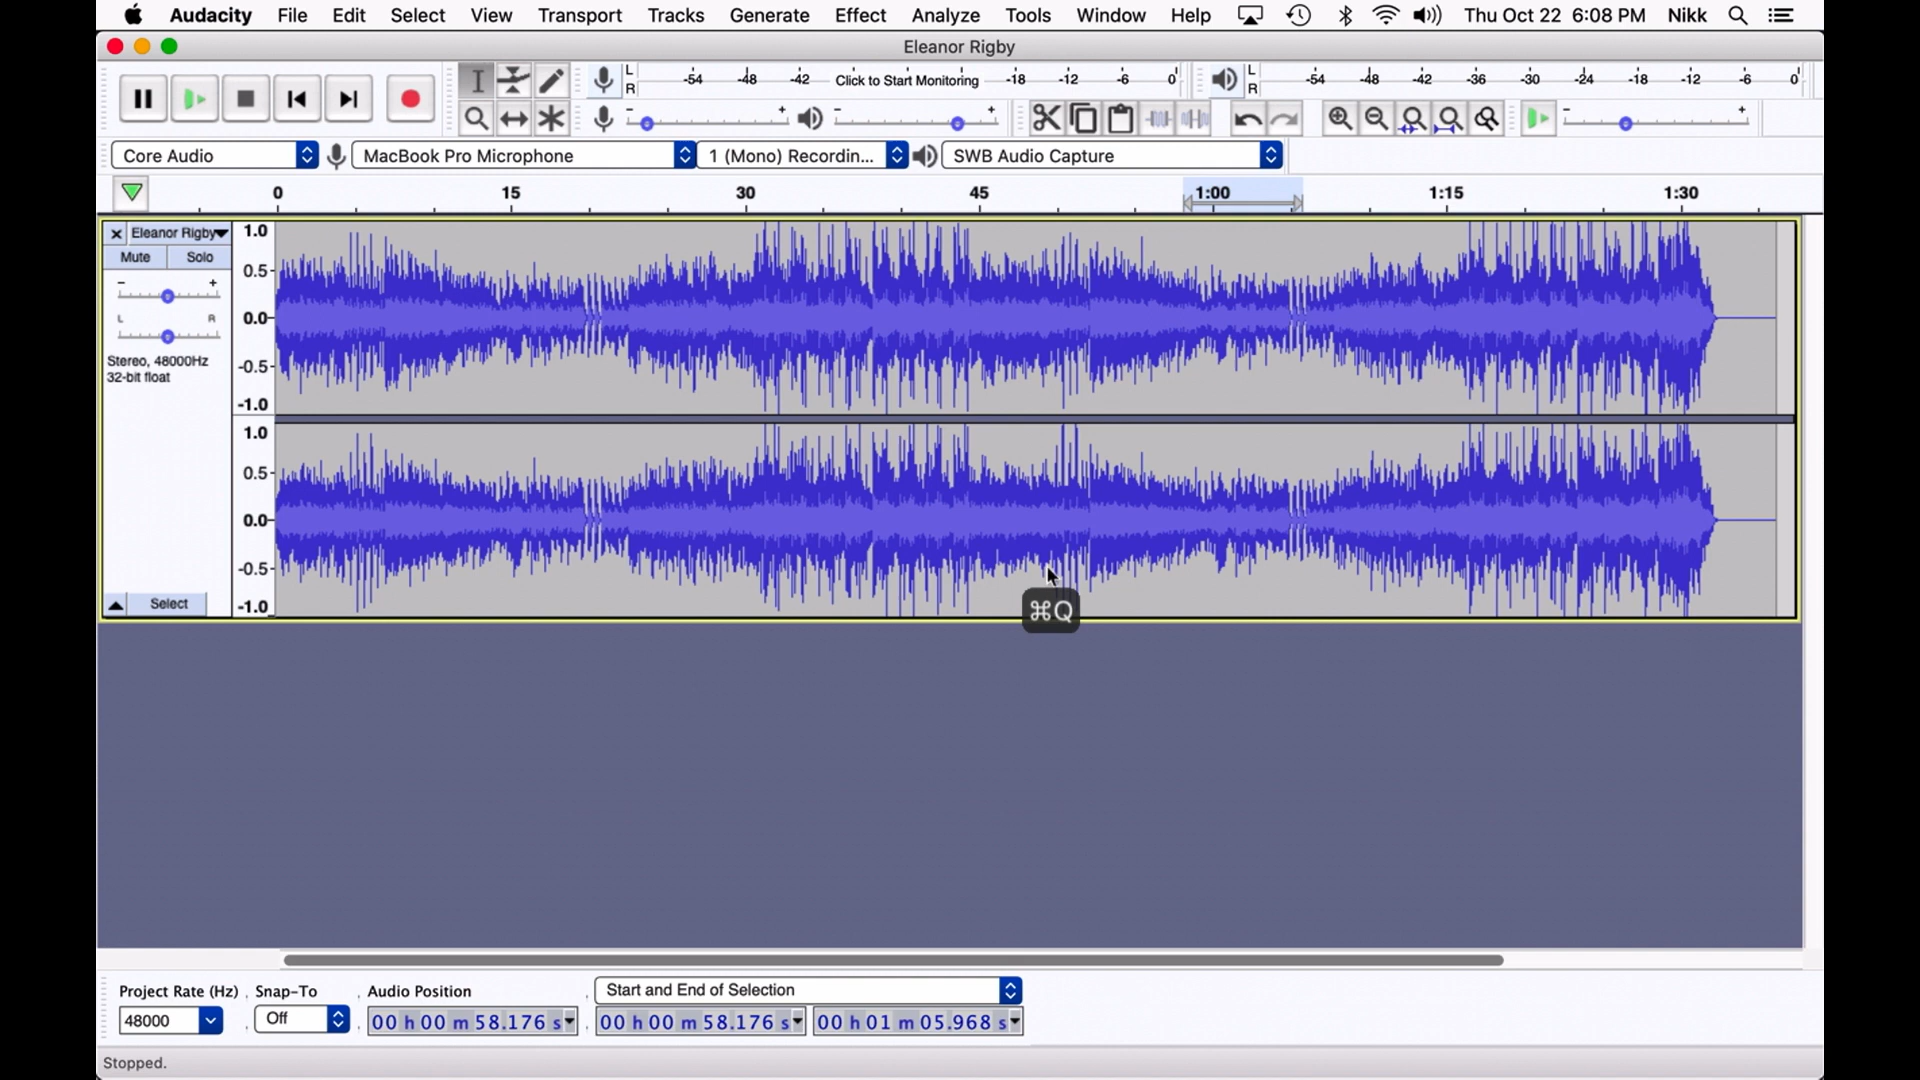 Audacity File Edit Select View Transport Tracks Generate Effect Analyze Tools Window Help Thu Oct 22 6:08 PM Nikk
Eleanor Rigby
L R -54 -48 -42 Click to Start Monitoring -18 -12 -6 0 L R -54 -48 -42 -36 -30 -24 -18 -12 -6 0
- + - + - +
Core Audio MacBook Pro Microphone 1 (Mono) Recordin... SWB Audio Capture
0 15 30 45 1:00 1:15 1:30
Eleanor Rigby
Mute Solo
- +
L R
Stereo, 48000Hz
32-bit float
Select
1.0
0.5
0.0
-0.5
-1.0
1.0
0.5
0.0
-0.5
-1.0
⌘Q
Project Rate (Hz) Snap-To Audio Position Start and End of Selection
48000 Off 00 h 00 m 58.176 s 00 h 00 m 58.176 s 00 h 01 m 05.968 s
Stopped.